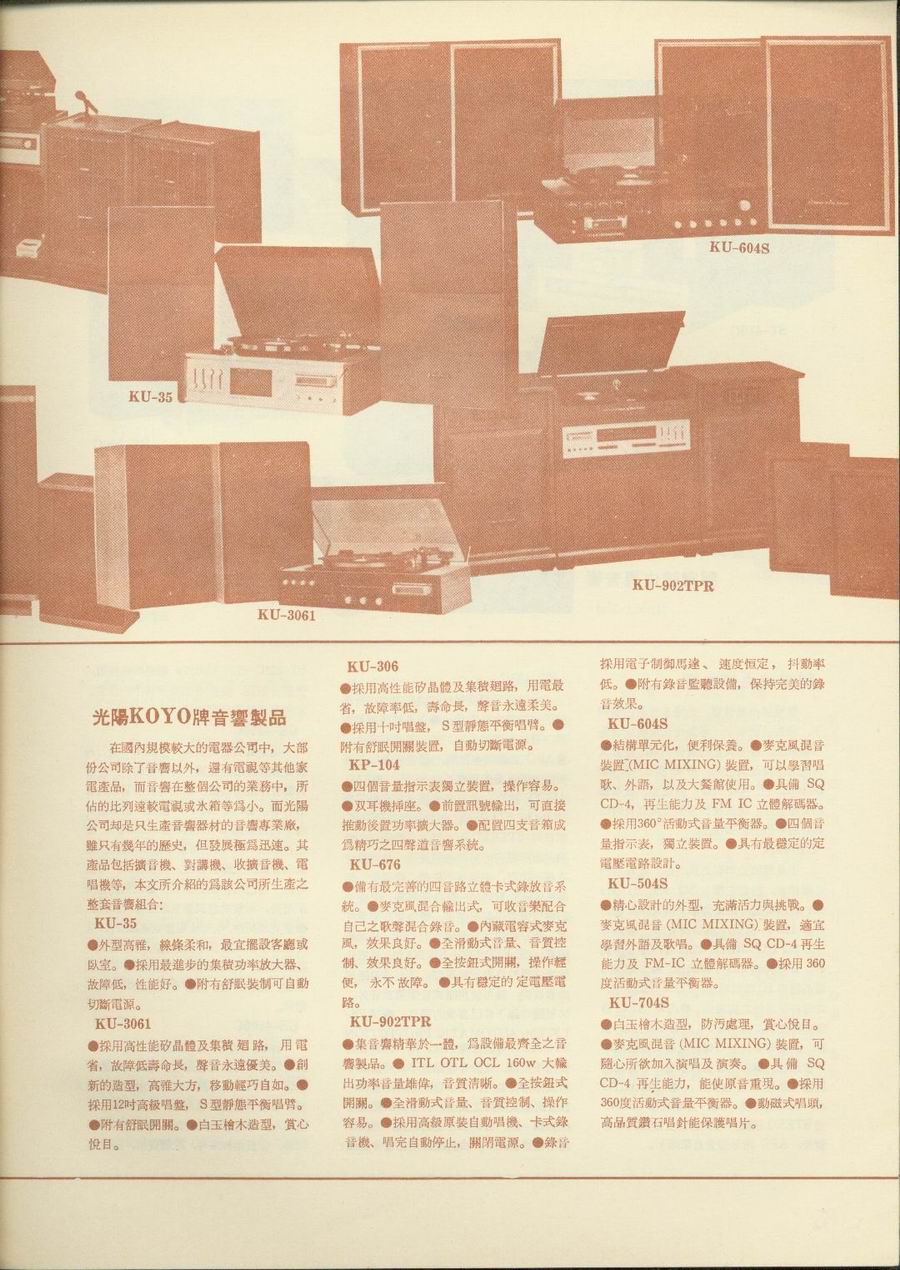 KU-604S
KU-35
KU-902TPR
KU-3061
光陽KOYO牌音響製品
在國內規模較大的電器公司中，大部
份公司除了音響以外，還有電視等其他家
電產品，而音響在整個公司的業務中，所
佔的比列遠較電視或氷箱等爲小。而光陽
公司却是只生產音響器材的音響專業廠，
雖只有幾年的歷史，但發展極爲迅速。其
產品包括擴音機、對講機、收擴音機、電
唱機等，本文所介紹的爲該公司所生產之
整套音響組合：
KU-35
●外型高雅，線條柔和，最宜擺設客廳或
臥室。●採用最進步的集積功率放大器、
故障低，性能好。●附有舒眠裝制可自動
切斷電源。
KU-3061
●採用高性能矽晶體及集積廻路，用電
省，故障低壽命長，聲音永遠優美。●創
新的造型，高雅大方，移動輕巧自如。●
採用12吋高級唱盤，S型靜態平衡唱臂。
●附有舒眠開關。●白玉檜木造型，賞心
悅目。
KU-306
●採用高性能矽晶體及集積廻路，用電最
省，故障率低，壽命長，聲音永遠柔美。
●採用十吋唱盤，S型靜態平衡唱臂。●
附有舒眠開關裝置，自動切斷電源。
KP-104
●四個音量指示表獨立裝置，操作容易。
●双耳機挿座。●前置訊號輸出，可直接
推動後置功率擴大器。●配置四支音箱成
爲精巧之四聲道音響系統。
KU-676
●備有最完善的四音路立體卡式錄放音系
統。●麥克風混合輸出式，可收音樂配合
自己之歌聲混合錄音。●內藏電容式麥克
風，效果良好。●全滑動式音量、音質控
制、效果良好。●全按鈕式開關，操作輕
便，永不故障。●具有穩定的定電壓電
路。
KU-902TPR
●集音響精華於一體，爲設備最齊全之音
響製品。● ITL OTL OCL 160w 大輸
出功率音量雄偉，音質清晰。●全按鈕式
開關。●全滑動式音量、音質控制、操作
容易。●採用高級原裝自動唱機、卡式錄
音機、唱完自動停止，關閉電源。●錄音
採用電子制御馬達、速度恒定，抖動率
低。●附有錄音監聽設備，保持完美的錄
音效果。
KU-604S
●結構單元化，便利保養。●麥克風混音
裝置(MIC MIXING) 裝置，可以學習唱
歌、外語，以及大餐館使用。●具備 SQ
CD-4，再生能力及 FM IC 立體解碼器。
●採用360°活動式音量平衡器。●四個音
量指示表，獨立裝置。●具有最穩定的定
電壓電路設計。
KU-504S
●精心設計的外型，充滿活力與挑戰。●
麥克風混音 (MIC MIXING) 裝置，適宜
學習外語及歌唱。●具備 SQ CD-4 再生
能力及 FM-IC 立體解碼器。●採用 360
度活動式音量平衡器。
KU-704S
●白玉檜木造型，防汚處理，賞心悅目。
●麥克風混音 (MIC MIXING) 裝置，可
隨心所欲加入演唱及演奏。●具備 SQ
CD-4 再生能力，能使原音重現。●採用
360度活動式音量平衡器。●動磁式唱頭，
高品質鑽石唱針能保護唱片。